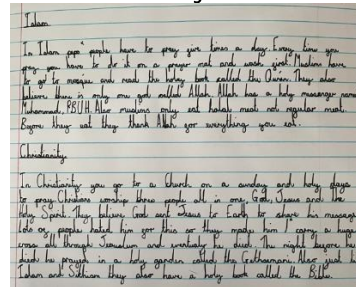 Islam
In Islam people have to pray five times a day. Every time you
pray you have to do it on a prayer mat and wash first. Muslims have
to go to mosque and read the holy book called the Quran. They also
believe there is only one god called Allah. Allah has a holy messenger name
Muhammad, PBUH. Also muslims only eat halal meat not regular meat.
Before they eat they thank Allah for everything you eat.
Christianity
In Christianity you go to a Church on a sunday and holy days
to pray. Christians worship three people all in one, God, Jesus and the
Holy Spirit. They believe God sent Jesus to Earth to share his message
lots of people hated him for this so they made him carry a huge
cross all through Jerusalem and eventually he died. The night before he
died he prayed in a holy garden called the Gethsemani. Also just
Islam and Sikhism they also have a holy book called the Bible.